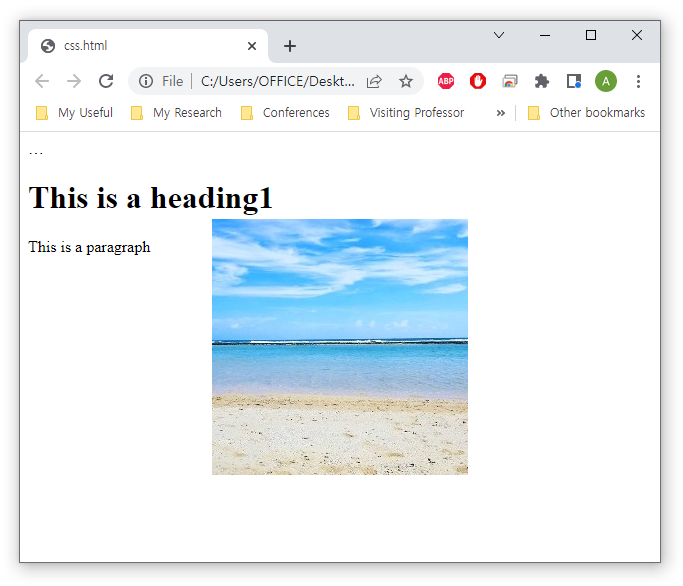 css.html
File
C:/Users/OFFICE/Deskt...
ABP
A
My Useful
My Research
Conferences
Visiting Professor
»
Other bookmarks
...
This is a heading1
This is a paragraph